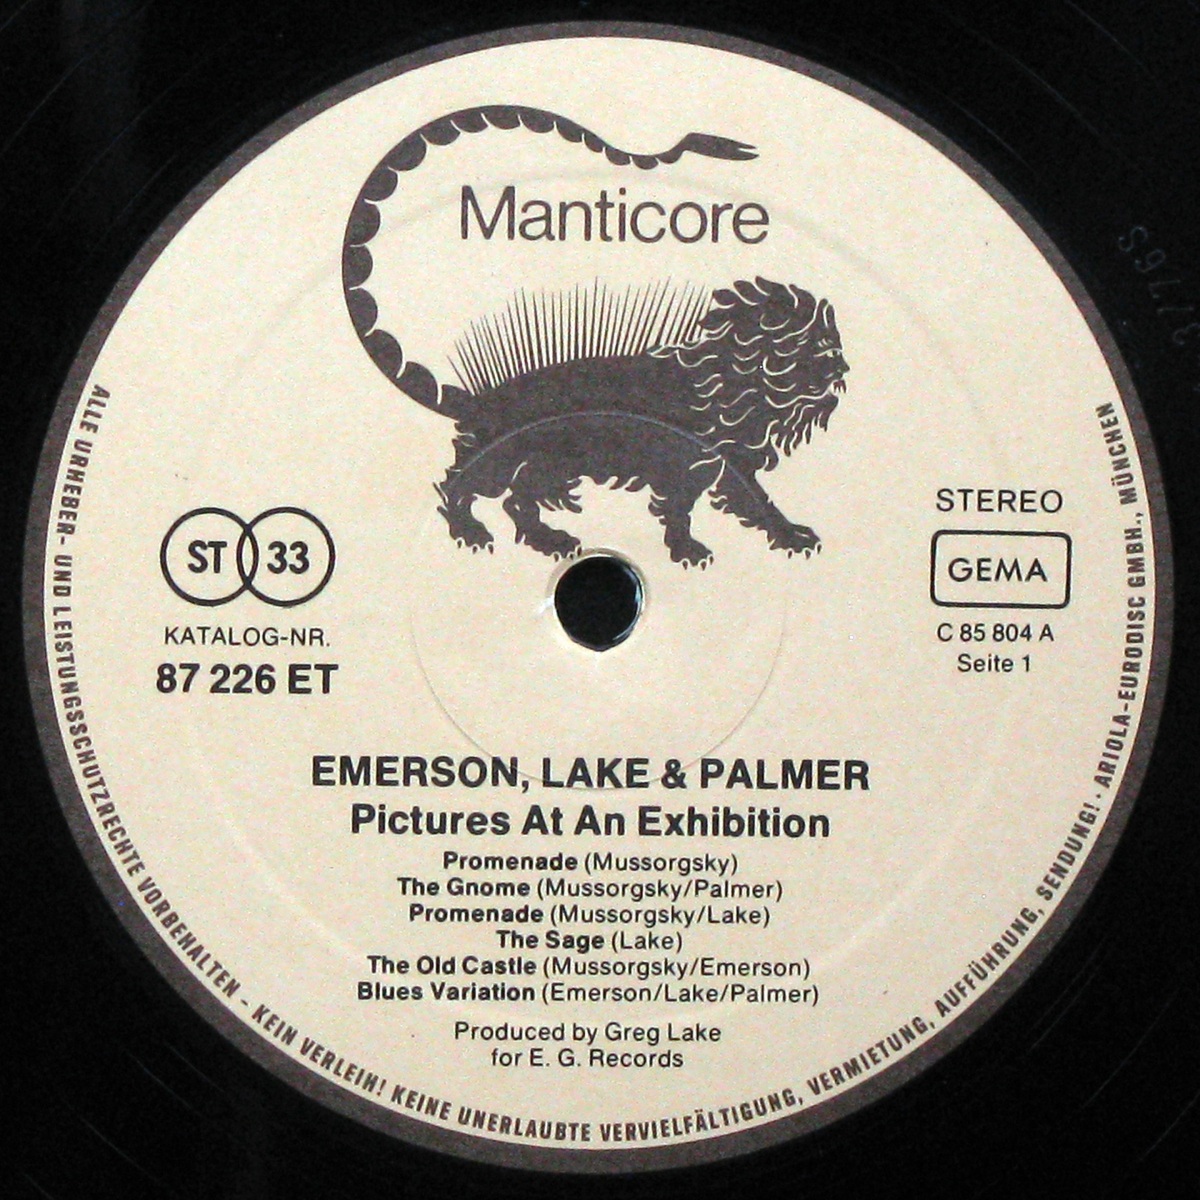 Manticore
STEREO
ST 33
GEMA
KATALOG-NR.
87 226 ET
C 85 804 A
Seite 1
EMERSON, LAKE & PALMER
Pictures At An Exhibition
Promenade (Mussorgsky)
The Gnome (Mussorgsky/Palmer)
Promenade (Mussorgsky/Lake)
The Sage (Lake)
The Old Castle (Mussorgsky/Emerson)
Blues Variation (Emerson/Lake/Palmer)
Produced by Greg Lake
for E. G. Records
ALLE URHEBER- UND LEISTUNGSSCHUTZRECHTE VORBEHALTEN - KEIN VERLEIH! KEINE UNERLAUBTE VERVIELFÄLTIGUNG, VERMIETUNG, AUFFÜHRUNG, SENDUNG! · ARIOLA-EURODISC GMBH., MÜNCHEN